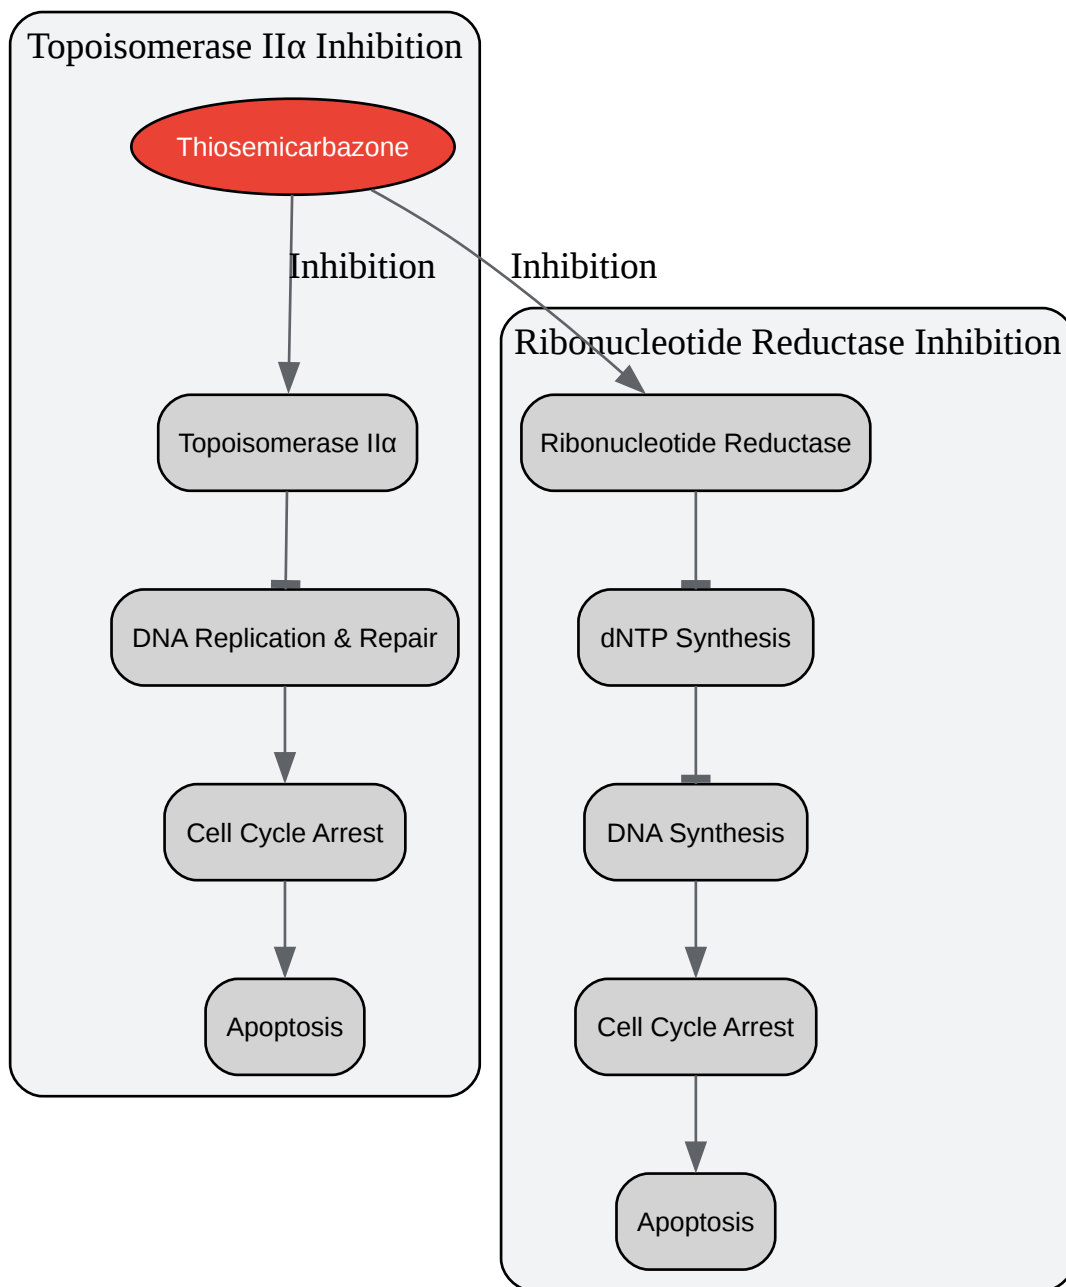 Topoisomerase IIα Inhibition
Thiosemicarbazone
Inhibition
Inhibition
Topoisomerase IIα
DNA Replication & Repair
Cell Cycle Arrest
Apoptosis
Ribonucleotide Reductase Inhibition
Ribonucleotide Reductase
dNTP Synthesis
DNA Synthesis
Cell Cycle Arrest
Apoptosis